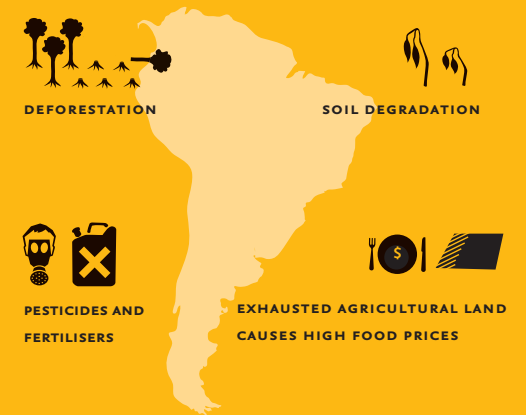 DEFORESTATION
SOIL DEGRADATION
$
PESTICIDES AND
FERTILISERS
EXHAUSTED AGRICULTURAL LAND
CAUSES HIGH FOOD PRICES